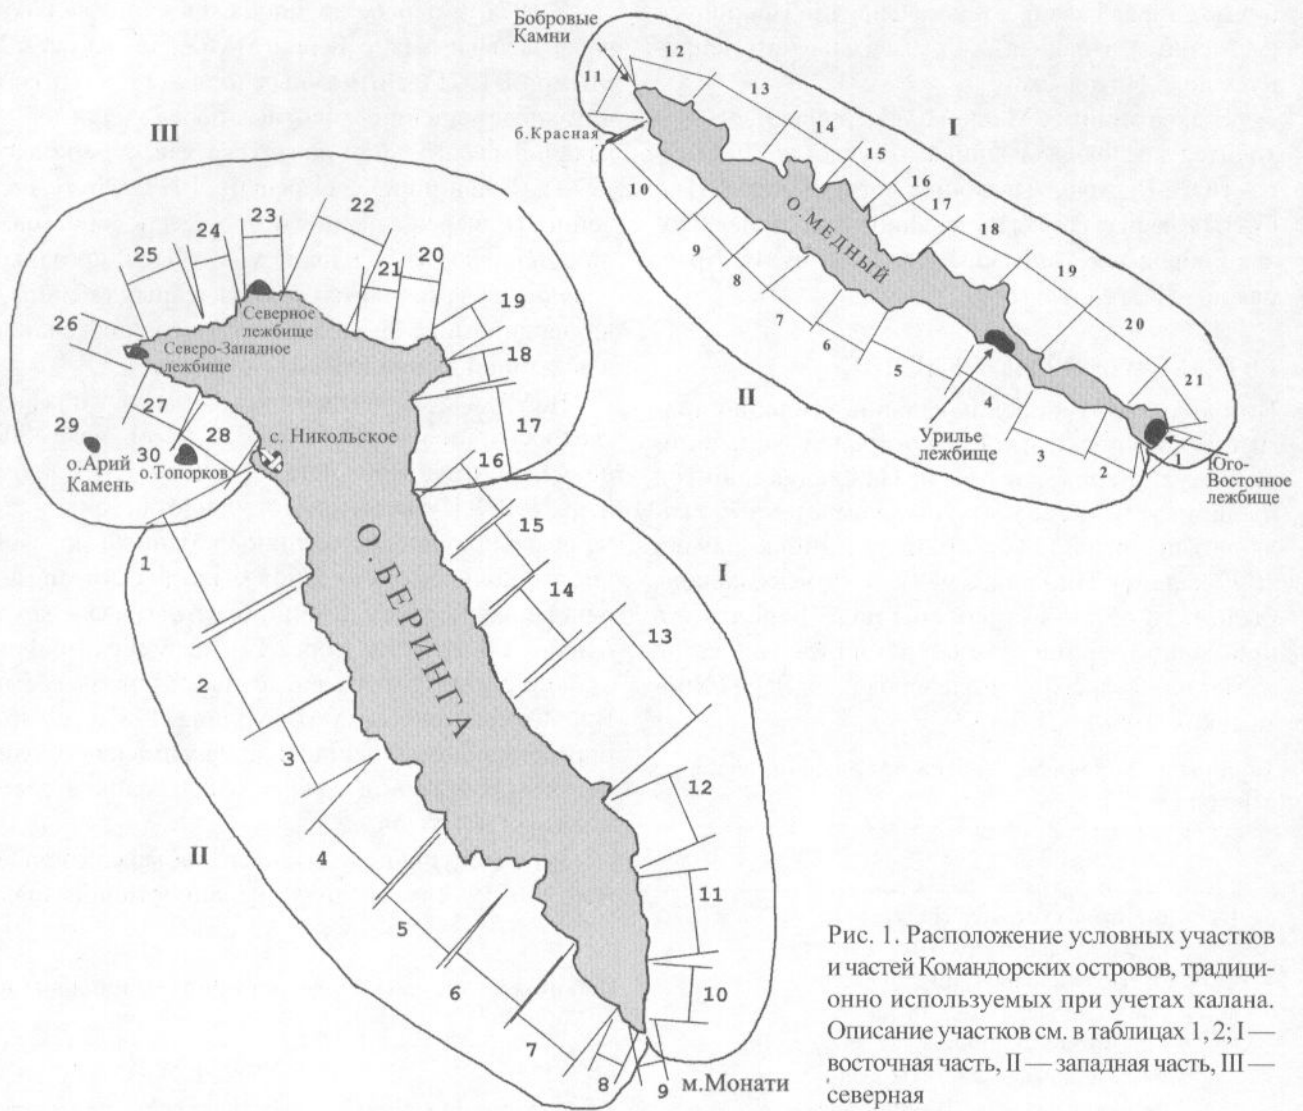 Бобровые
Камни
12
11
13
I
14
б.Красная
15
16
10
17
18
9
О. МЕДНЫЙ
8
19
7
20
6
5
21
II
4
Урилье
лежбище
3
2
1
Юго-
Восточное
лежбище
III
23
22
24
25
21
20
19
26
Северное
лежбище
Северо-Западное
лежбище
18
27
17
29
28
с. Никольское
30
16
о.Арий
Камень
о.Топорков
15
1
I
О. БЕРИНГА
14
13
2
3
12
II
4
11
5
6
10
7
8
9
м.Монати
Рис. 1. Расположение условных участков
и частей Командорских островов, традици-
онно используемых при учетах калана.
Описание участков см. в таблицах 1, 2; I —
восточная часть, II — западная часть, III —
северная